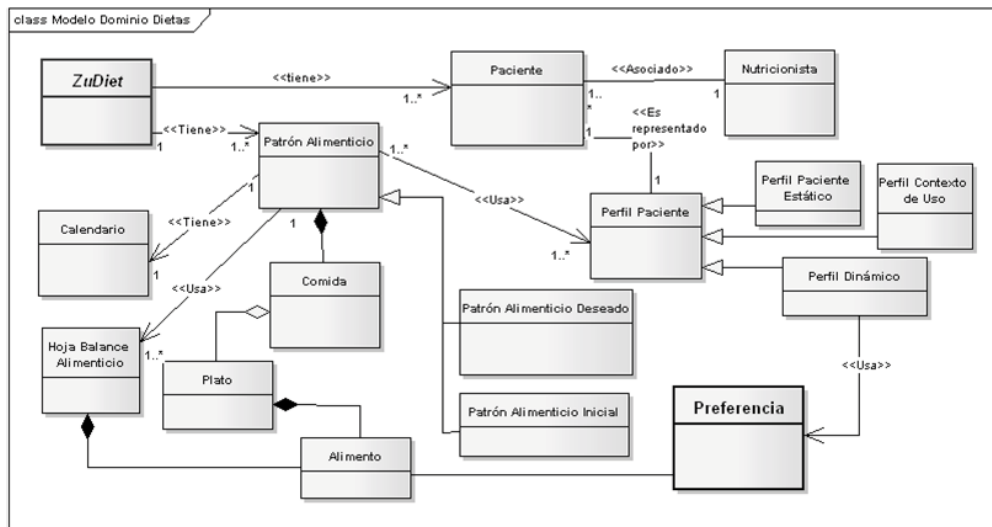 class Modelo Dominio Dietas
ZuDiet
<<tiene>>
1..*
Paciente
<<Asociado>>
1..
*
1
Nutricionista
1
<<Tiene>>
1..*
Patrón Alimenticio
1..*
1
<<Es
representado
por>>
1
Perfil Paciente
Estático
Perfil Contexto
de Uso
<<Usa>>
1..*
Perfil Paciente
Perfil Dinámico
Calendario
1
<<Tiene>>
1
1
<<Usa>>
1..*
Comida
Patrón Alimenticio Deseado
Hoja Balance
Alimenticio
Plato
<<Usa>>
Patrón Alimenticio Inicial
Preferencia
Alimento